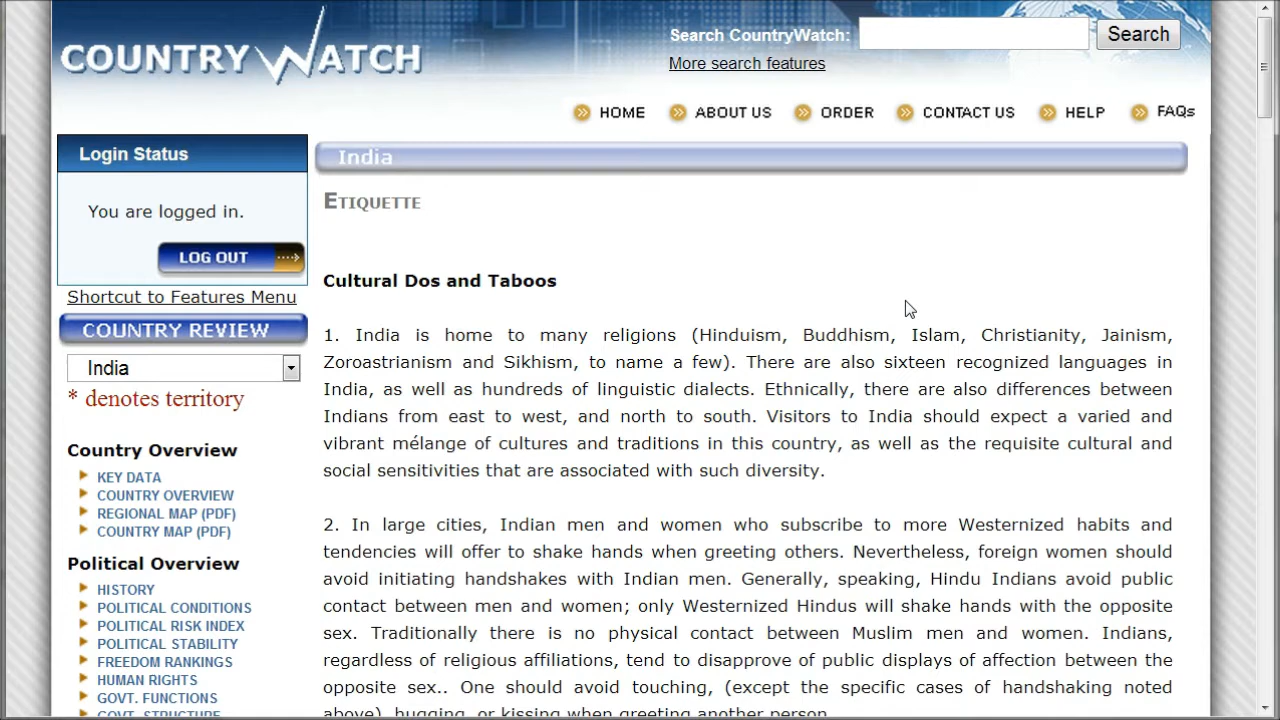 COUNTRYWATCH
Search CountryWatch:
Search
More search features
HOME ABOUT US ORDER CONTACT US HELP FAQs
Login Status
You are logged in.
LOG OUT
Shortcut to Features Menu
COUNTRY REVIEW
India
* denotes territory
Country Overview
KEY DATA
COUNTRY OVERVIEW
REGIONAL MAP (PDF)
COUNTRY MAP (PDF)
Political Overview
HISTORY
POLITICAL CONDITIONS
POLITICAL RISK INDEX
POLITICAL STABILITY
FREEDOM RANKINGS
HUMAN RIGHTS
GOVT. FUNCTIONS
GOVT. STRUCTURE
India
ETIQUETTE
Cultural Dos and Taboos
1. India is home to many religions (Hinduism, Buddhism, Islam, Christianity, Jainism,
Zoroastrianism and Sikhism, to name a few). There are also sixteen recognized languages in
India, as well as hundreds of linguistic dialects. Ethnically, there are also differences between
Indians from east to west, and north to south. Visitors to India should expect a varied and
vibrant mélange of cultures and traditions in this country, as well as the requisite cultural and
social sensitivities that are associated with such diversity.
2. In large cities, Indian men and women who subscribe to more Westernized habits and
tendencies will offer to shake hands when greeting others. Nevertheless, foreign women should
avoid initiating handshakes with Indian men. Generally, speaking, Hindu Indians avoid public
contact between men and women; only Westernized Hindus will shake hands with the opposite
sex. Traditionally there is no physical contact between Muslim men and women. Indians,
regardless of religious affiliations, tend to disapprove of public displays of affection between the
opposite sex.. One should avoid touching, (except the specific cases of handshaking noted
above), hugging, or kissing when greeting another person.